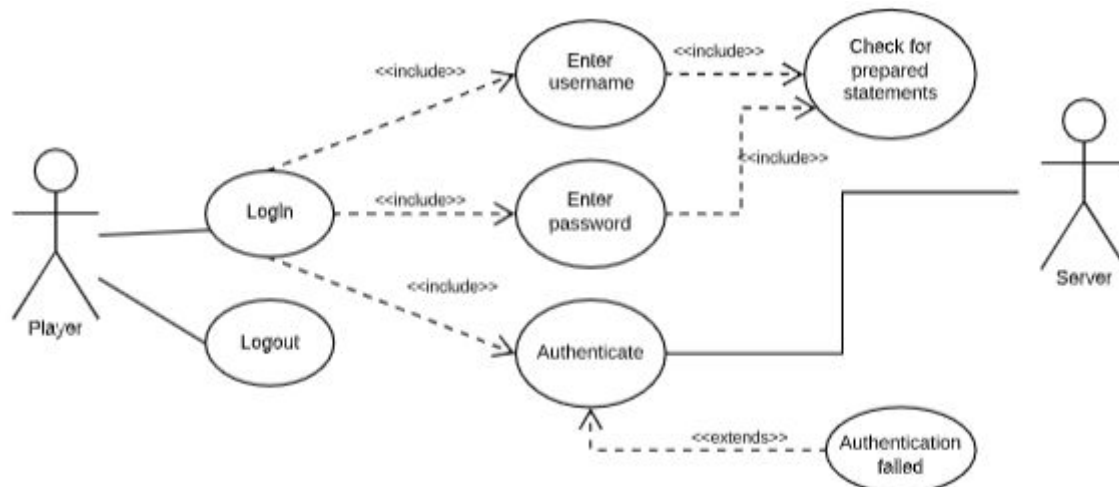 Enter
username
<<include>>
<<include>>
Check for
prepared
statements
LogIn
<<include>>
Enter
password
<<include>>
Player
Server
<<include>>
Logout
Authenticate
<<extends>>
Authentication
failed